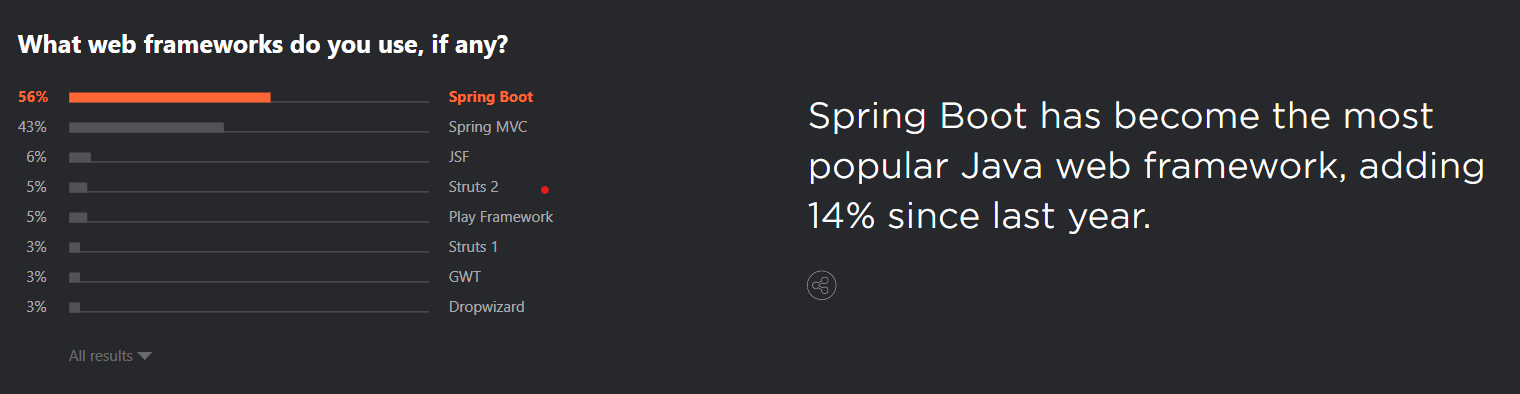 What web frameworks do you use, if any?
56% Spring Boot
43% Spring MVC
6% JSF
5% Struts 2
5% Play Framework
3% Struts 1
3% GWT
3% Dropwizard
All results
Spring Boot has become the most
popular Java web framework, adding
14% since last year.